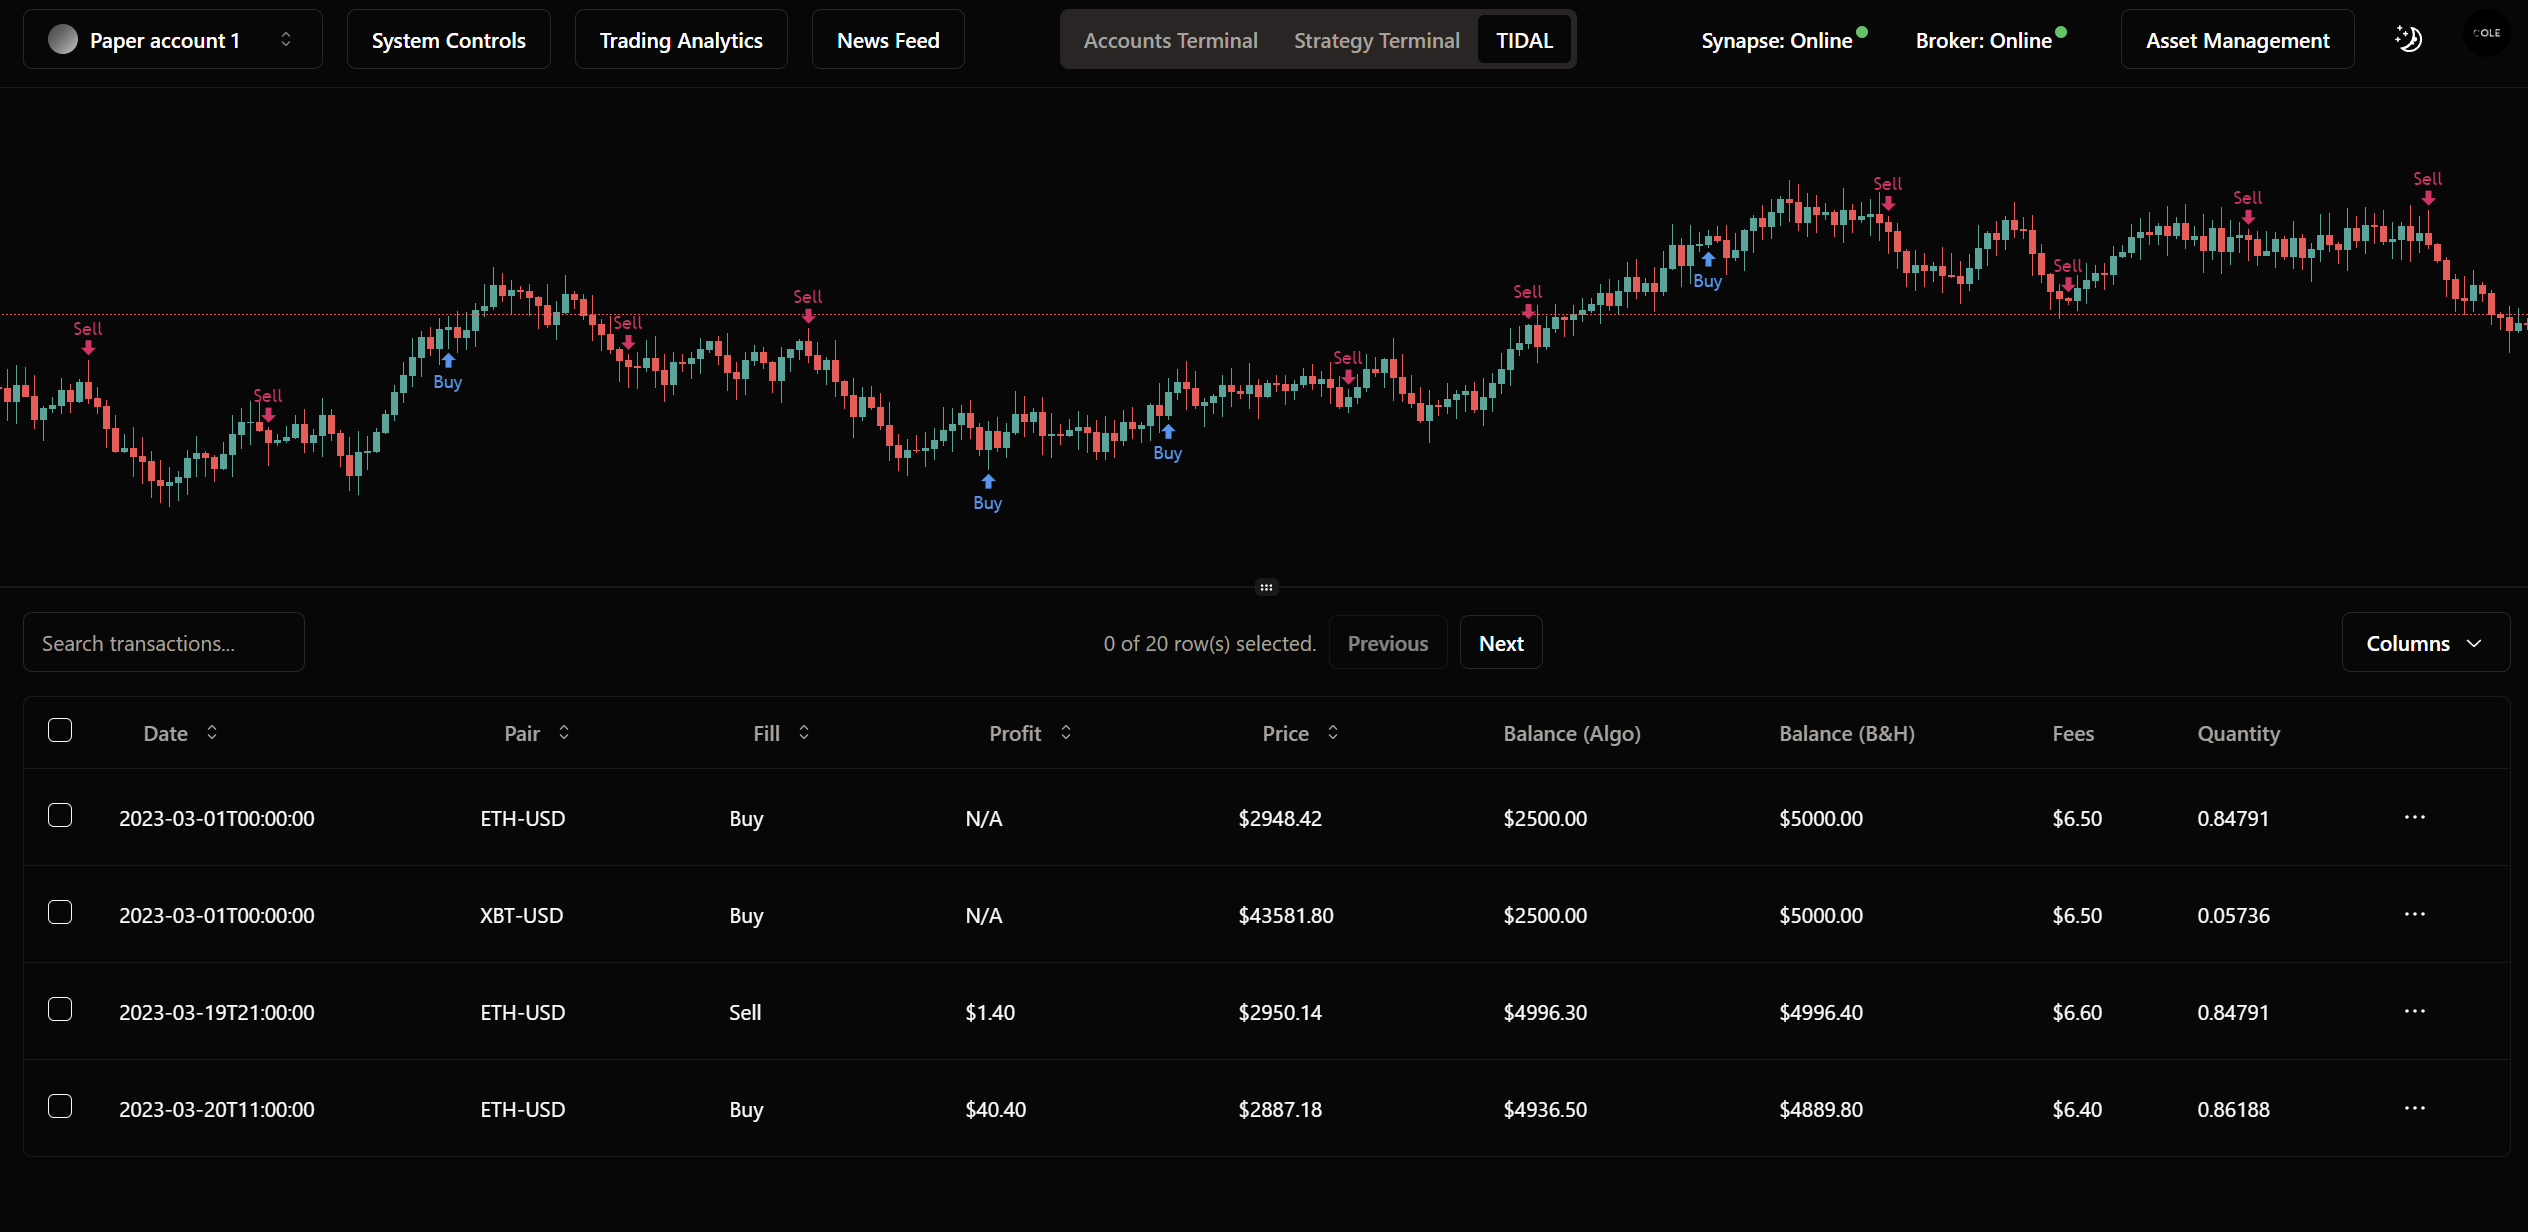 Paper account 1
System Controls
Trading Analytics
News Feed
Accounts Terminal
Strategy Terminal
TIDAL
Synapse: Online
Broker: Online
Asset Management
COLE
Sell
Sell
Buy
Sell
Sell
Buy
Buy
Sell
Sell
Buy
Sell
Sell
Sell
Sell
Search transactions...
0 of 20 row(s) selected.
Previous
Next
Columns
Date Pair Fill Profit Price Balance (Algo) Balance (B&H) Fees Quantity
2023-03-01T00:00:00 ETH-USD Buy N/A $2948.42 $2500.00 $5000.00 $6.50 0.84791 ...
2023-03-01T00:00:00 XBT-USD Buy N/A $43581.80 $2500.00 $5000.00 $6.50 0.05736 ...
2023-03-19T21:00:00 ETH-USD Sell $1.40 $2950.14 $4996.30 $4996.40 $6.60 0.84791 ...
2023-03-20T11:00:00 ETH-USD Buy $40.40 $2887.18 $4936.50 $4889.80 $6.40 0.86188 ...